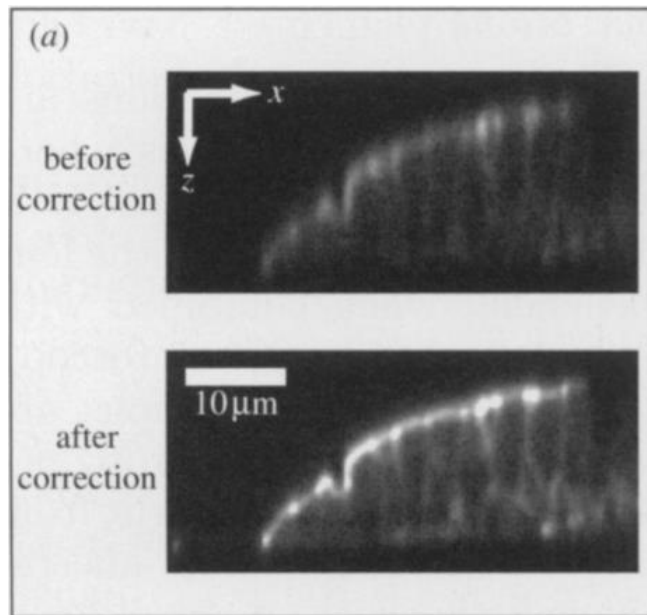 (a)
before
correction
x
z
after
correction
10 μm